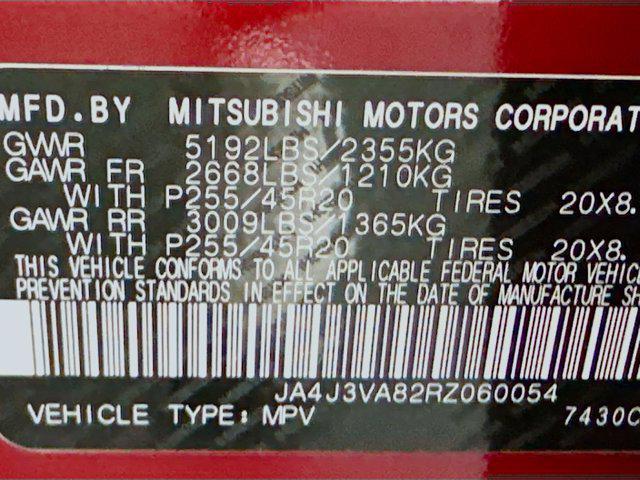 MFD.BY MITSUBISHI MOTORS CORPORAT
GVWR 5192LBS/2355KG
GAWR FR 2668LBS/1210KG
WITH P255/45R20 TIRES 20X8.
GAWR RR 3009LBS/1365KG
WITH P255/45R20 TIRES 20X8.
THIS VEHICLE CONFORMS TO ALL APPLICABLE FEDERAL MOTOR VEHIC
PREVENTION STANDARDS IN EFFECT ON THE DATE OF MANUFACTURE SH
JA4J3VA82RZ060054
VEHICLE TYPE: MPV 7430C